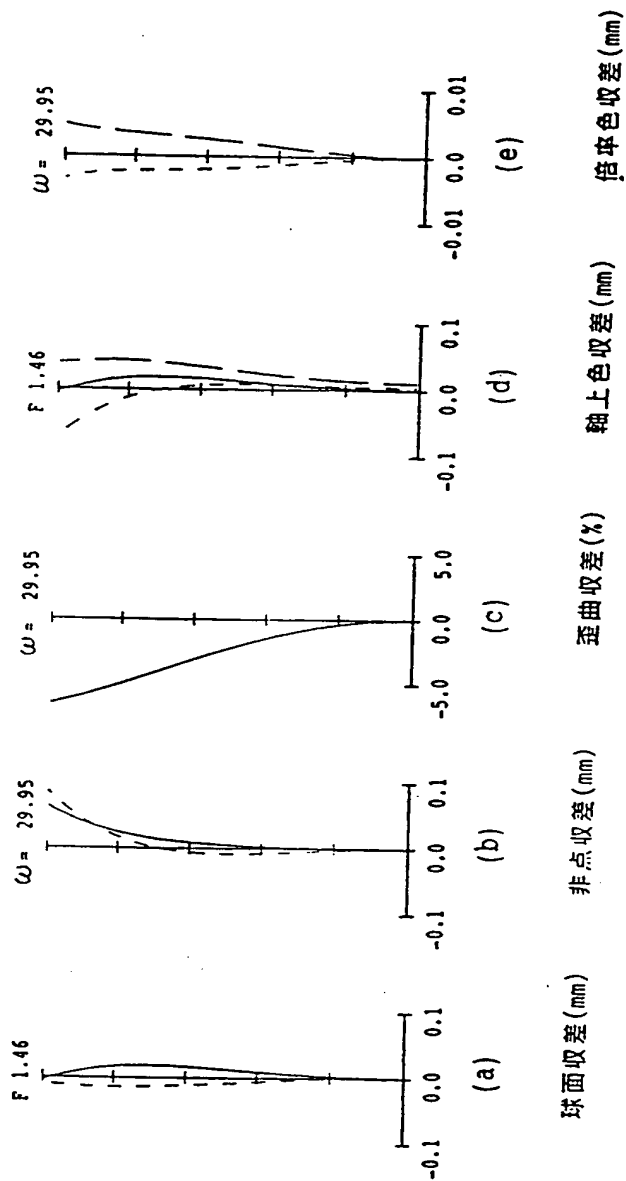 F 1.46
-0.1 0.0 0.1
(a)
球面収差(mm)
ω= 29.95
-0.1 0.0 0.1
(b)
非点収差(mm)
ω= 29.95
-5.0 0.0 5.0
(c)
歪曲収差(%)
F 1.46
-0.1 0.0 0.1
(d)
軸上色収差(mm)
ω= 29.95
-0.01 0.0 0.01
(e)
倍率色収差(mm)